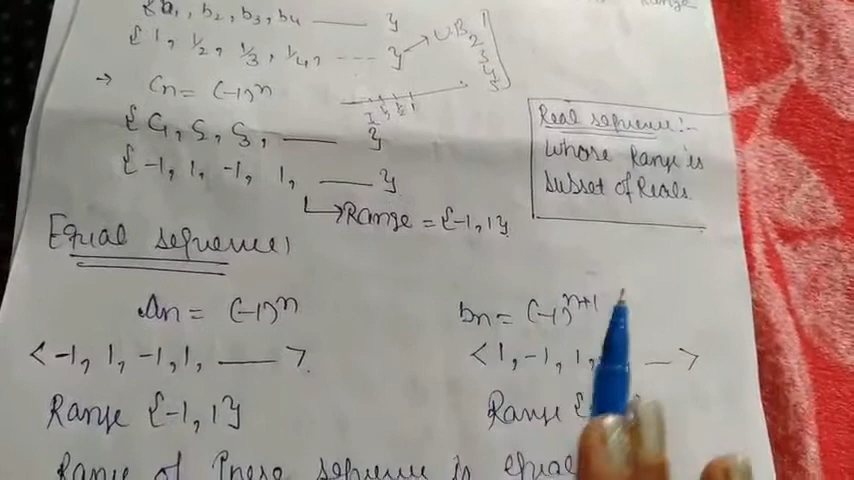 Range
b1, b2, b3, b4 —— }
{ 1, 1/2, 1/3, 1/4, ---- }
→ Cn = (-1)^n
{ C1, C2, C3, —— }
{ -1, 1, -1, 1, —— }
Range = {-1, 1}
Real sequence:-
whose Range is
subset of Reals
Equal sequence:
an = (-1)^n
< -1, 1, -1, 1, —— >
Range {-1, 1}
bn = (-1)^n+1
< 1, -1, 1, — >
Range {
Range of these sequence is equal